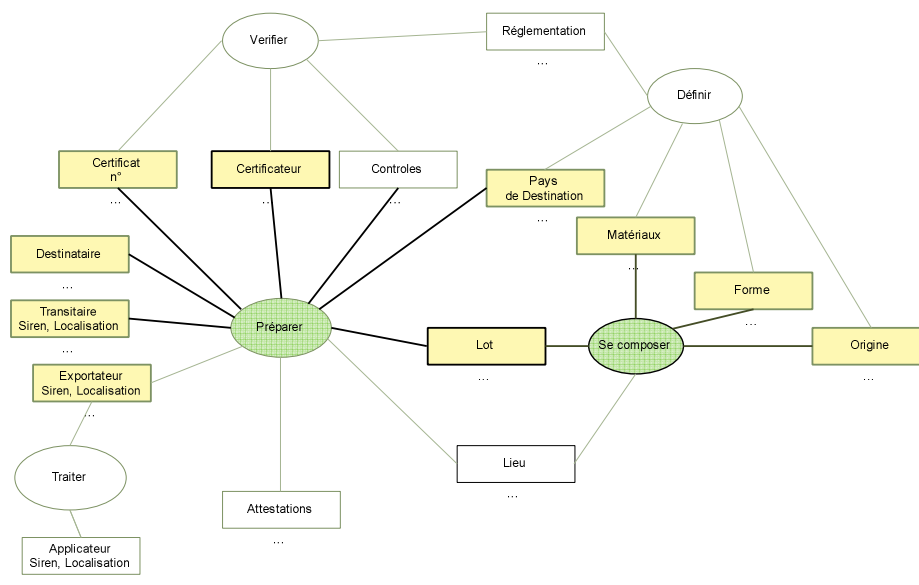 Verifier
Réglementation
...
Définir
Certificat
n°
...
Certificateur
...
Controles
...
Pays
de Destination
...
Matériaux
...
Destinataire
...
Forme
...
Transitaire
Siren, Localisation
...
Préparer
Lot
...
Se composer
Origine
...
Exportateur
Siren, Localisation
...
Traiter
Lieu
...
Attestations
...
Applicateur
Siren, Localisation